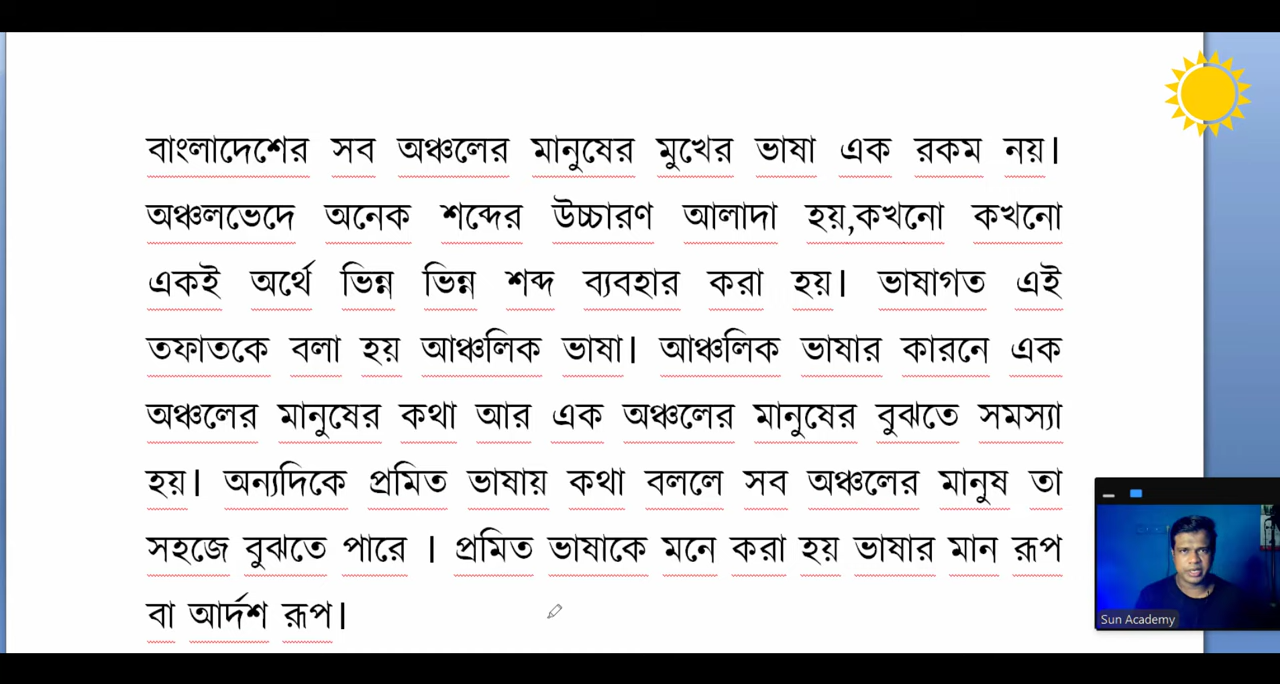 বাংলাদেশের সব অঞ্চলের মানুষের মুখের ভাষা এক রকম নয়।
অঞ্চলভেদে অনেক শব্দের উচ্চারণ আলাদা হয়,কখনো কখনো
একই অর্থে ভিন্ন ভিন্ন শব্দ ব্যবহার করা হয়। ভাষাগত এই
তফাতকে বলা হয় আঞ্চলিক ভাষা। আঞ্চলিক ভাষার কারনে এক
অঞ্চলের মানুষের কথা আর এক অঞ্চলের মানুষের বুঝতে সমস্যা
হয়। অন্যদিকে প্রমিত ভাষায় কথা বললে সব অঞ্চলের মানুষ তা
সহজে বুঝতে পারে । প্রমিত ভাষাকে মনে করা হয় ভাষার মান রূপ
বা আর্দশ রূপ।
Sun Academy